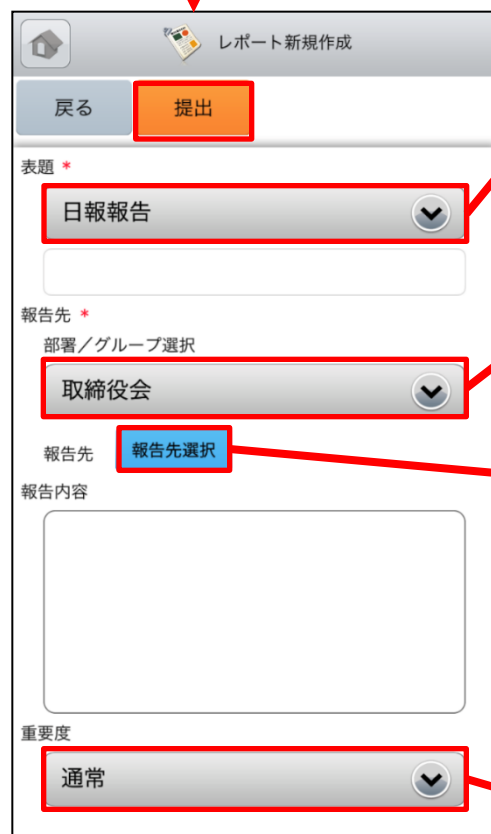 レポート新規作成
戻る 提出
表題 *
日報報告
報告先 *
部署／グループ選択
取締役会
報告先 報告先選択
報告内容
重要度
通常